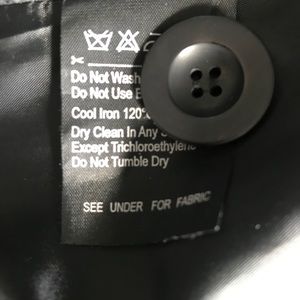 Do Not Wash
Do Not Use
Cool Iron 120°
Dry Clean In Any
Except Trichloroethylene
Do Not Tumble Dry
SEE UNDER FOR FABRIC